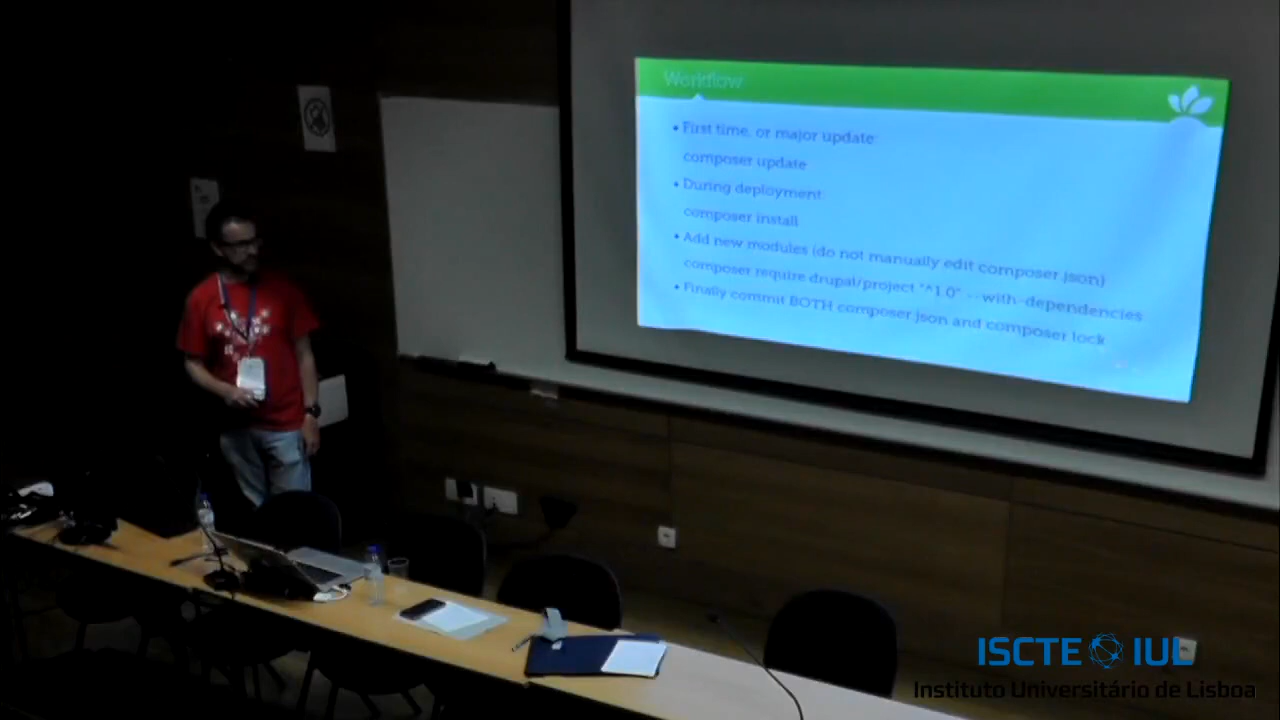 Workflow
• First time, or major update:
composer update
• During deployment:
composer install
• Add new modules (do not manually edit composer.json)
composer require drupal/project "^1.0" --with-dependencies
• Finally commit BOTH composer.json and composer.lock
ISCTE IUL
Instituto Universitário de Lisboa